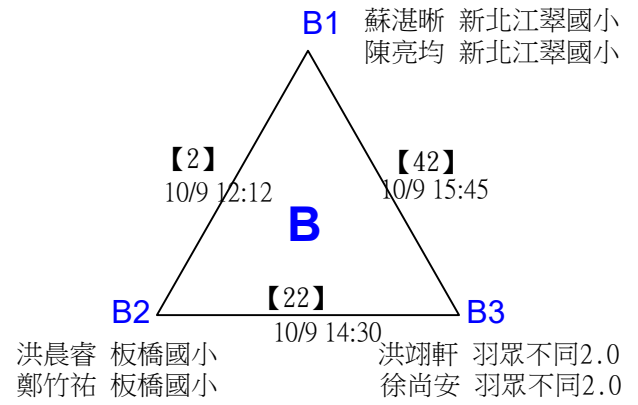 B1 蘇湛晰 新北江翠國小
陳亮均 新北江翠國小
【2】 【42】
10/9 12:12 10/9 15:45
B
【22】
B2 B3
10/9 14:30
洪晨睿 板橋國小 洪翊軒 羽眾不同2.0
鄭竹祐 板橋國小 徐尚安 羽眾不同2.0